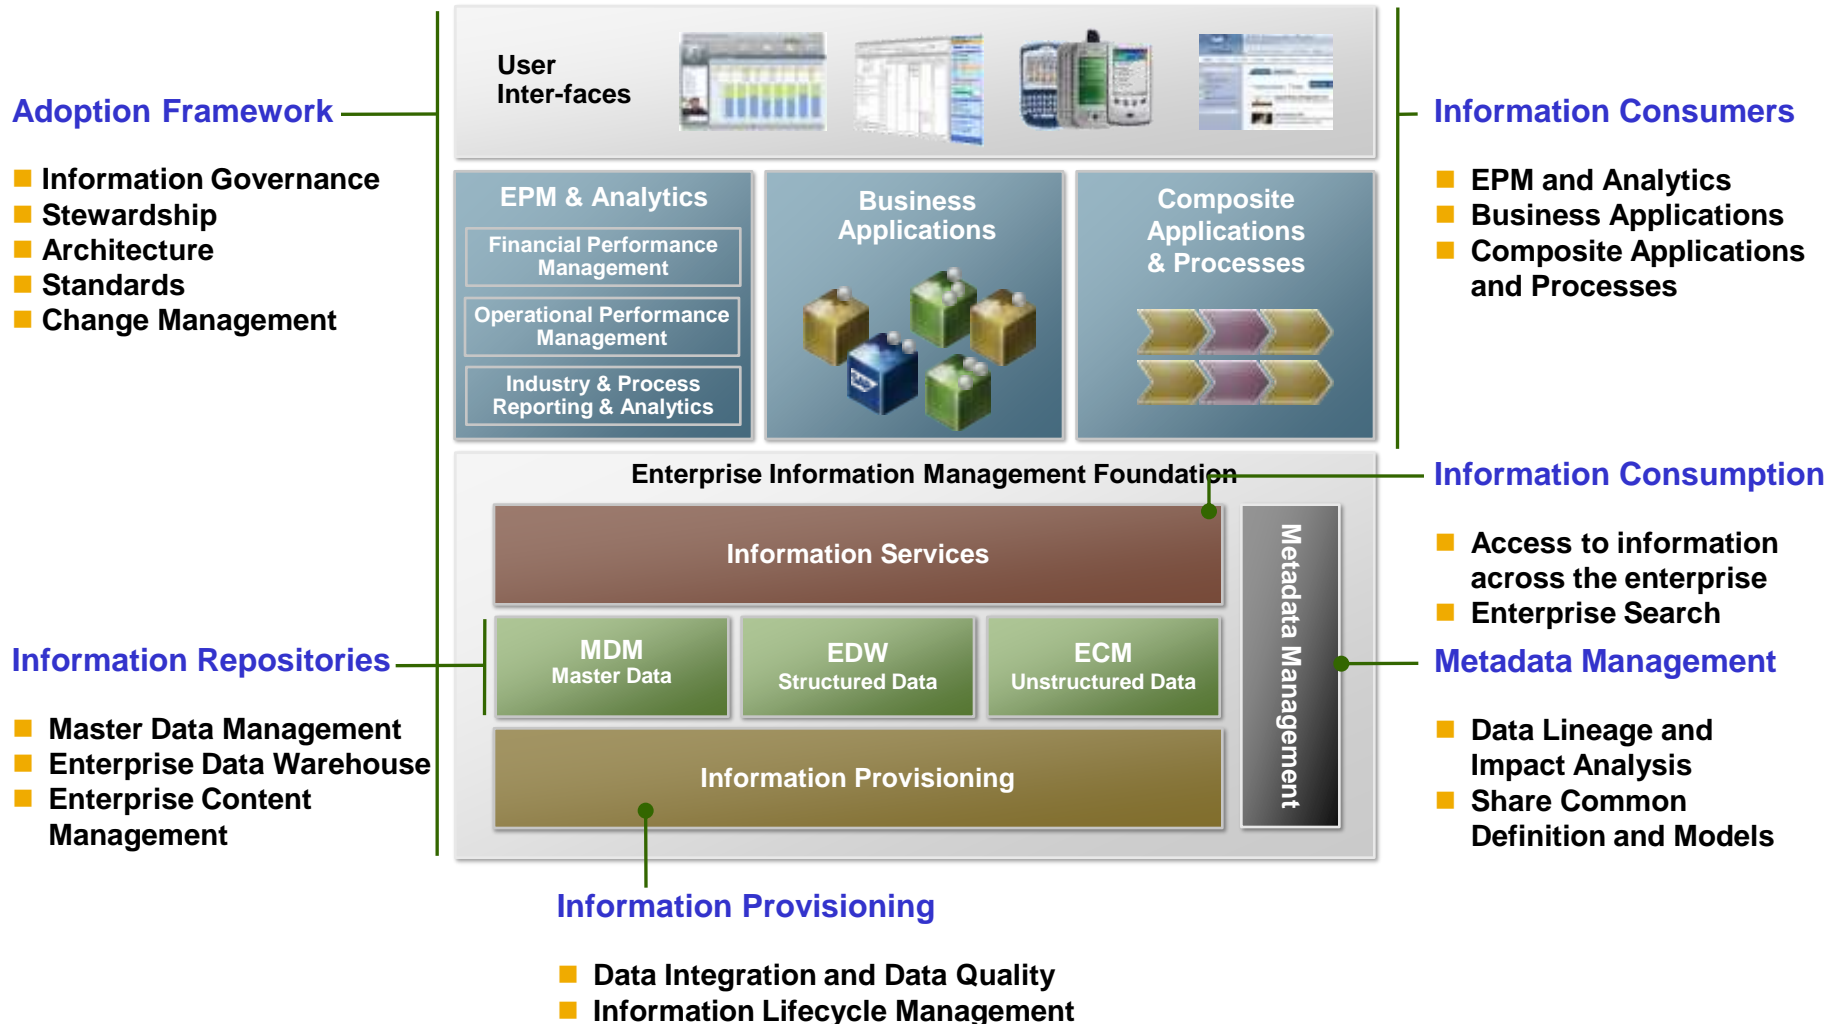 User
Inter-faces
Adoption Framework
Information Governance
Stewardship
Architecture
Standards
Change Management
Information Repositories
Master Data Management
Enterprise Data Warehouse
Enterprise Content
Management
EPM & Analytics
Financial Performance
Management
Operational Performance
Management
Industry & Process
Reporting & Analytics
Business
Applications
SAP
Composite
Applications
& Processes
Enterprise Information Management Foundation
Information Services
MDM
Master Data
EDW
Structured Data
ECM
Unstructured Data
Information Provisioning
Metadata Management
Information Consumers
EPM and Analytics
Business Applications
Composite Applications
and Processes
Information Consumption
Access to information
across the enterprise
Enterprise Search
Metadata Management
Data Lineage and
Impact Analysis
Share Common
Definition and Models
Information Provisioning
Data Integration and Data Quality
Information Lifecycle Management